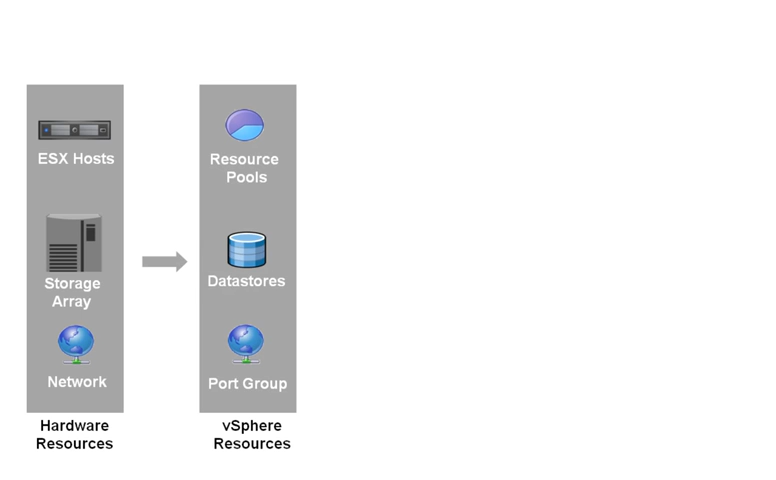 ESX Hosts
Storage
Array
Network
Hardware
Resources
Resource
Pools
Datastores
Port Group
vSphere
Resources